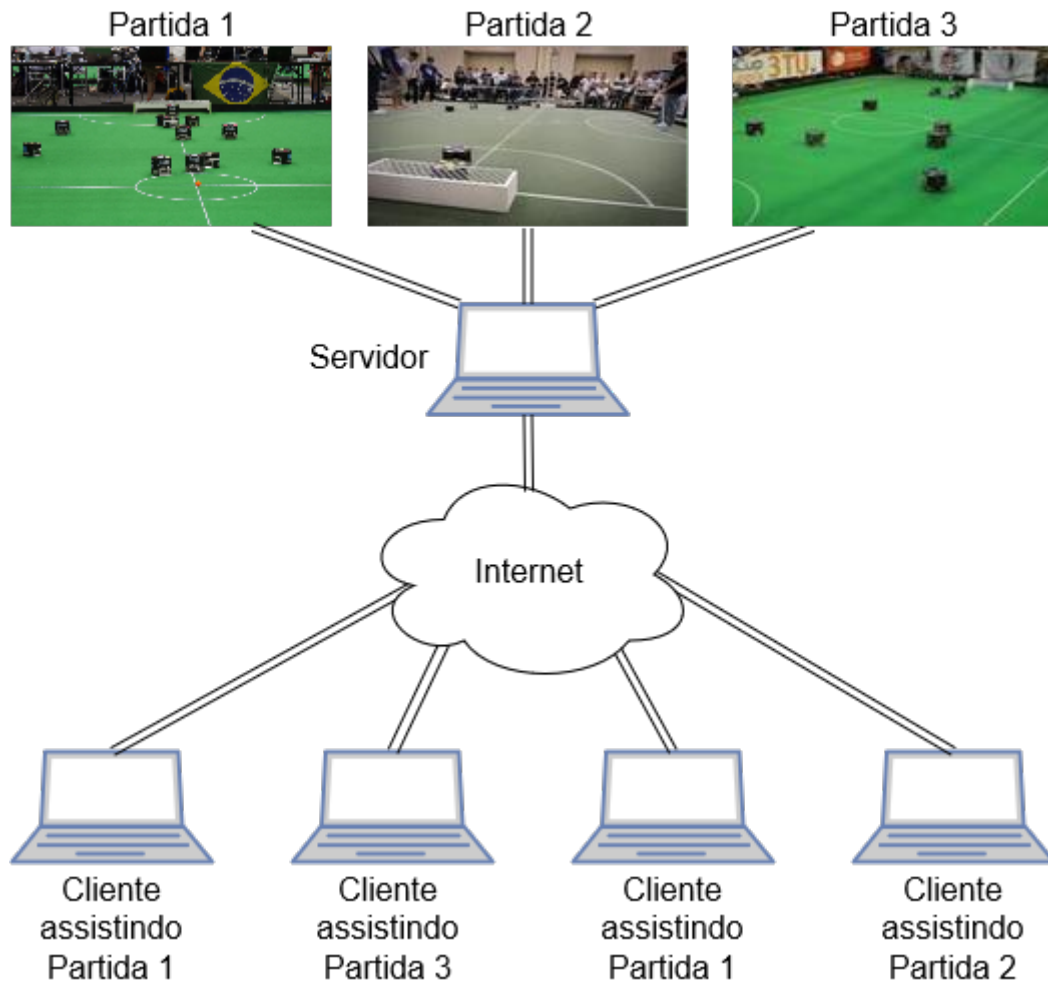 Partida 1
Partida 2
Partida 3
3TU
Servidor
Internet
Cliente
assistindo
Partida 1
Cliente
assistindo
Partida 3
Cliente
assistindo
Partida 1
Cliente
assistindo
Partida 2